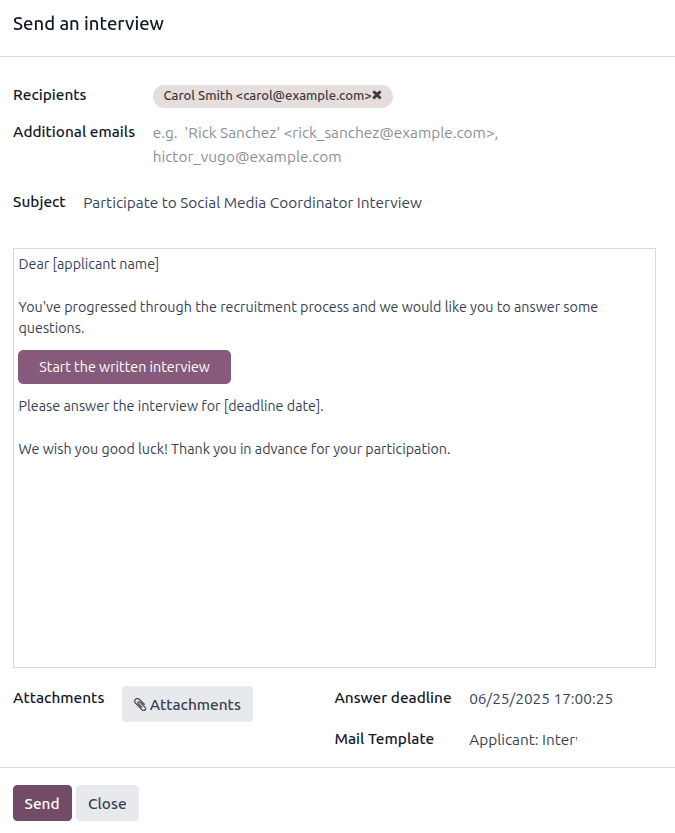 Send an interview
Recipients Carol Smith <carol@example.com>✖
Additional emails e.g. 'Rick Sanchez' <rick_sanchez@example.com>,
hictor_vugo@example.com
Subject Participate to Social Media Coordinator Interview
Dear [applicant name]
You've progressed through the recruitment process and we would like you to answer some
questions.
Start the written interview
Please answer the interview for [deadline date].
We wish you good luck! Thank you in advance for your participation.
Attachments Attachments Answer deadline 06/25/2025 17:00:25
Mail Template Applicant: Inter
Send Close